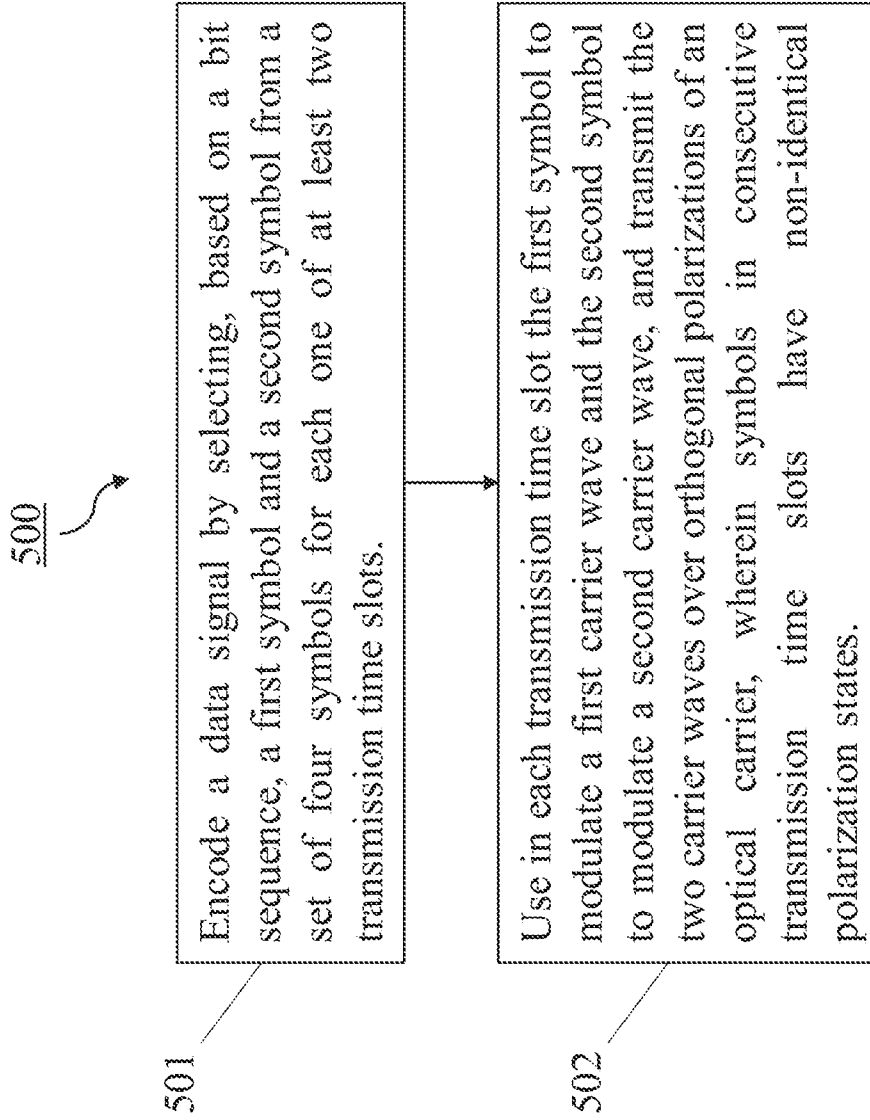 500
501
Encode a data signal by selecting, based on a bit
sequence, a first symbol and a second symbol from a
set of four symbols for each one of at least two
transmission time slots.
502
Use in each transmission time slot the first symbol to
modulate a first carrier wave and the second symbol
to modulate a second carrier wave, and transmit the
two carrier waves over orthogonal polarizations of an
optical carrier, wherein symbols in consecutive
transmission time slots have non-identical
polarization states.